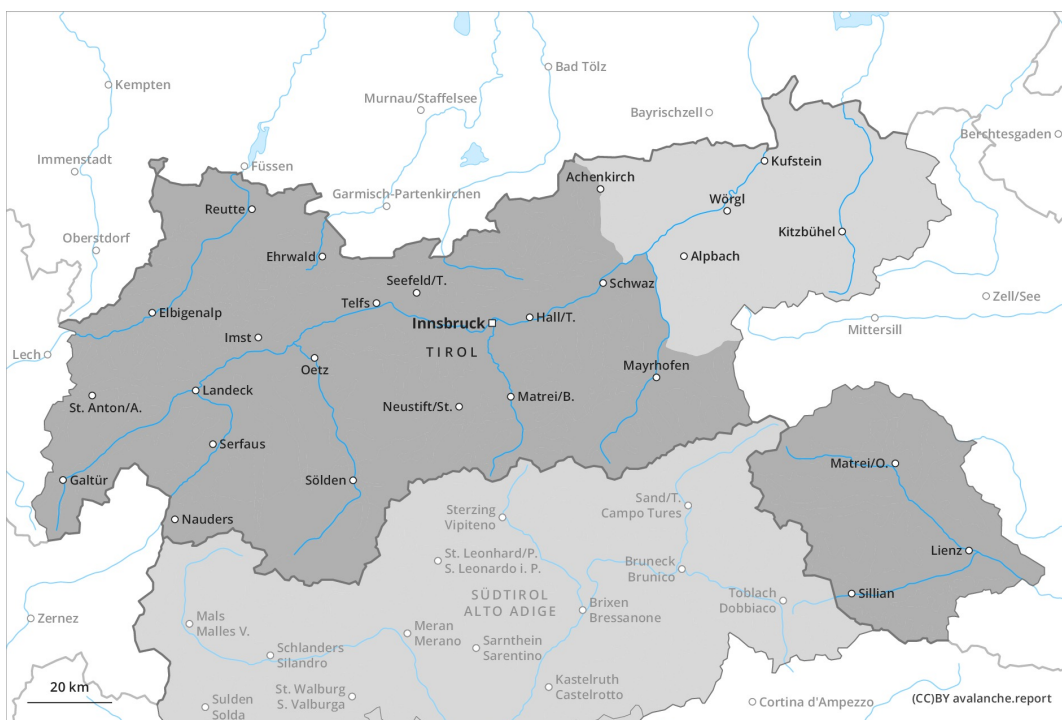 Kempten
Bad Tölz
Murnau/Staffelsee
Bayrischzell
Berchtesgaden
Immenstadt
Füssen
Kufstein
Achenkirch
Garmisch-Partenkirchen
Reutte
Wörgl
Kitzbühel
Oberstdorf
Ehrwald
Alpbach
Seefeld/T.
Schwaz
Zell/See
Telfs
Elbigenalp
Innsbruck
Hall/T.
Mittersill
Imst
TIROL
Lech
Oetz
Mayrhofen
Landeck
St. Anton/A.
Neustift/St.
Matrei/B.
Serfaus
Matrei/O.
Galtür
Sölden
Sand/T.
Campo Tures
Sterzing
Vipiteno
Nauders
Lienz
St. Leonhard/P.
S. Leonardo i. P.
Bruneck
Brunico
SÜDTIROL
ALTO ADIGE
Toblach
Dobbiaco
Sillian
Brixen
Bressanone
Zernez
Mals
Malles V.
Meran
Merano
Sarnthein
Sarentino
Schlanders
Silandro
Kastelruth
Castelrotto
20 km
St. Walburg
S. Valburga
Sulden
Solda
Cortina d'Ampezzo
(CC)BY avalanche.report